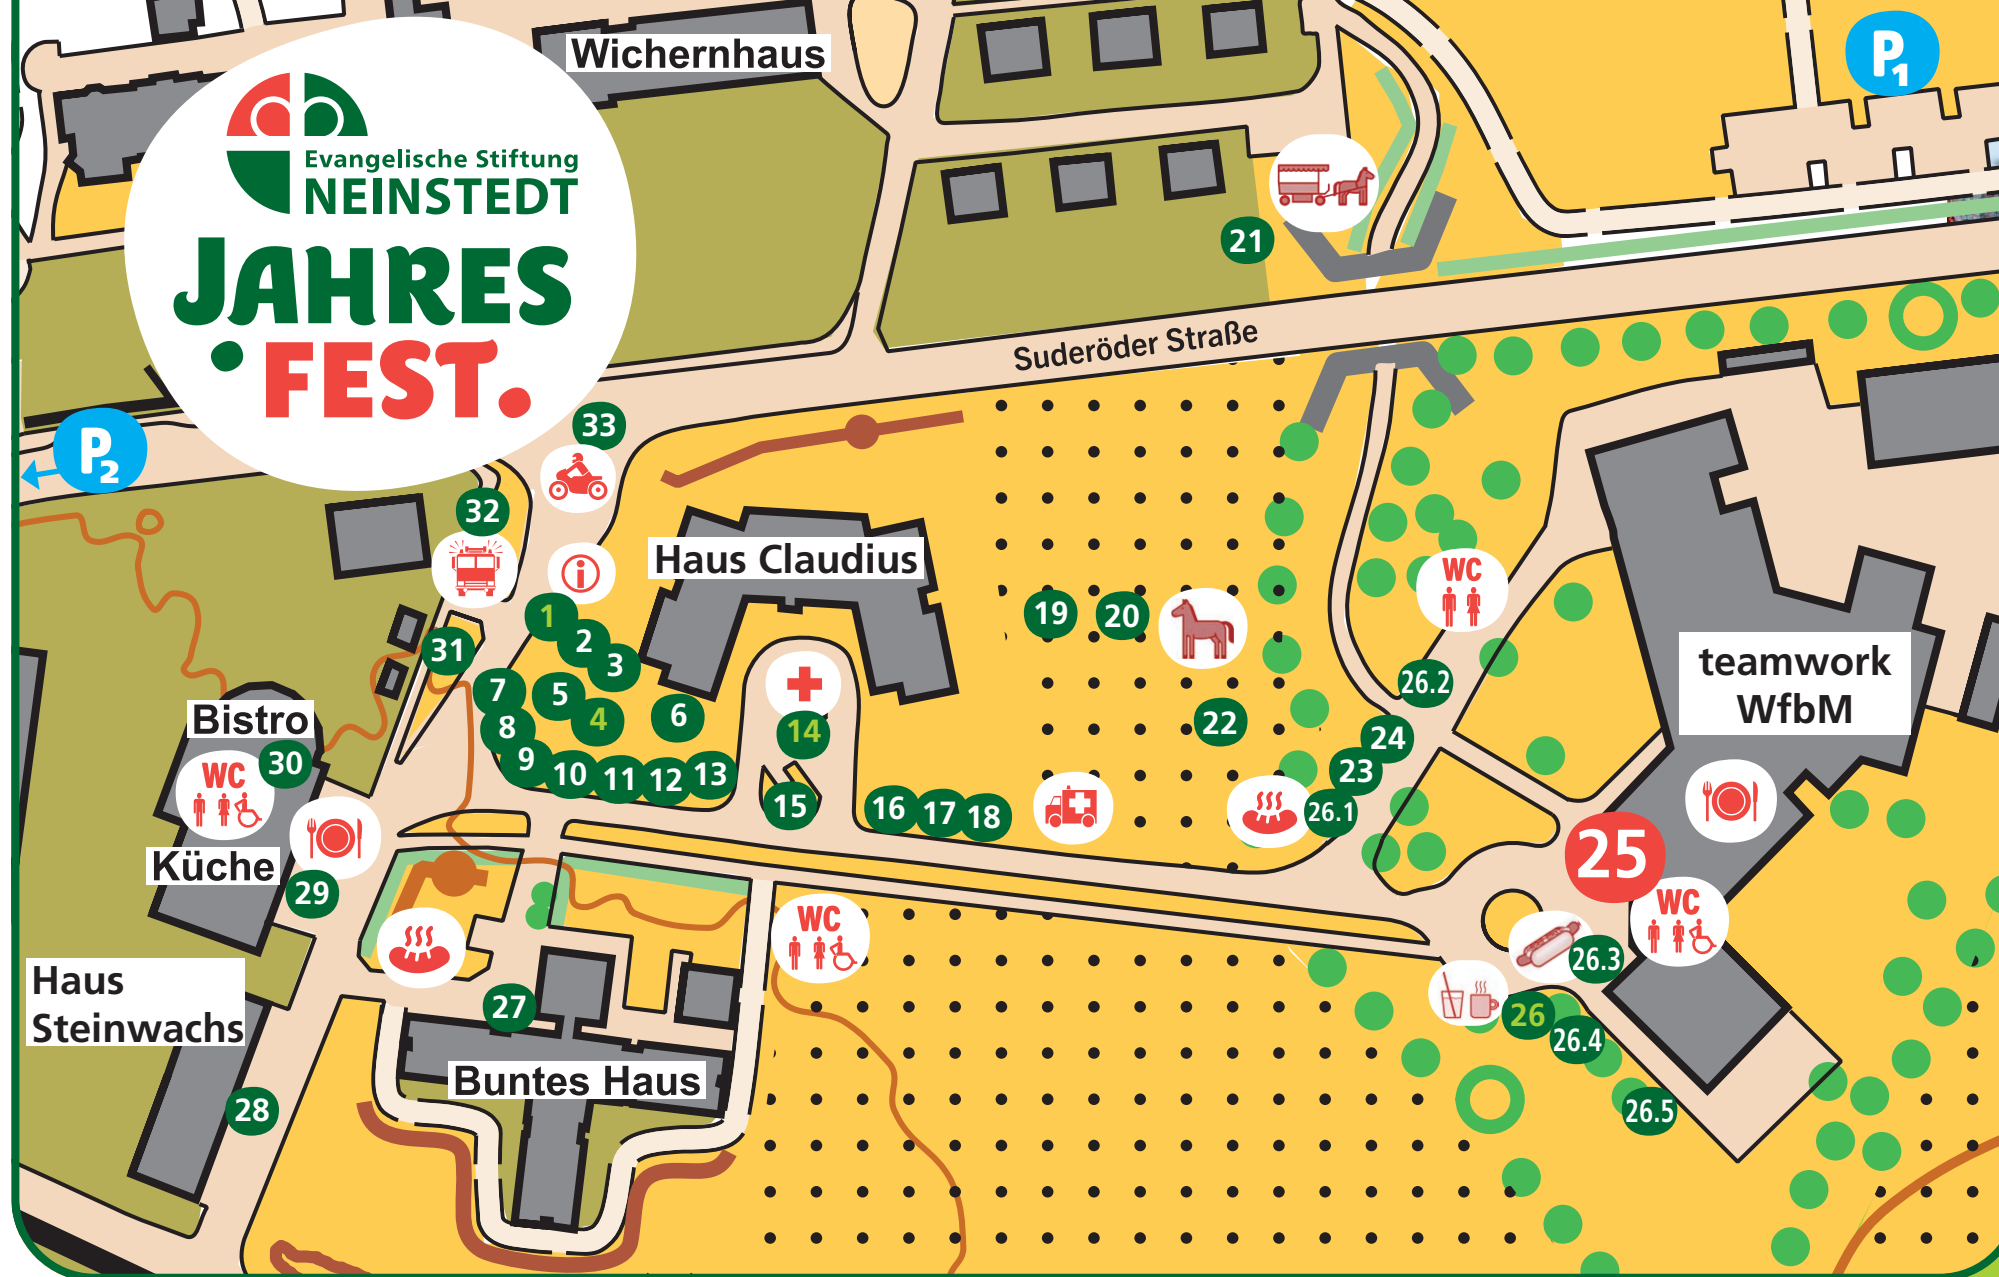 Evangelische Stiftung
NEINSTEDT
JAHRES
FEST.
Wichernhaus
P1
21
Suderöder Straße
P2
33
32
Haus Claudius
1
2
3
31
7
5
4
6
8
9
10
11
12
13
14
15
16
17
18
19
20
22
WC
26.2
24
23
26.1
teamwork
WfbM
25
WC
26.3
26
26.4
26.5
Bistro
30
WC
Küche
29
WC
Haus
Steinwachs
27
Buntes Haus
28